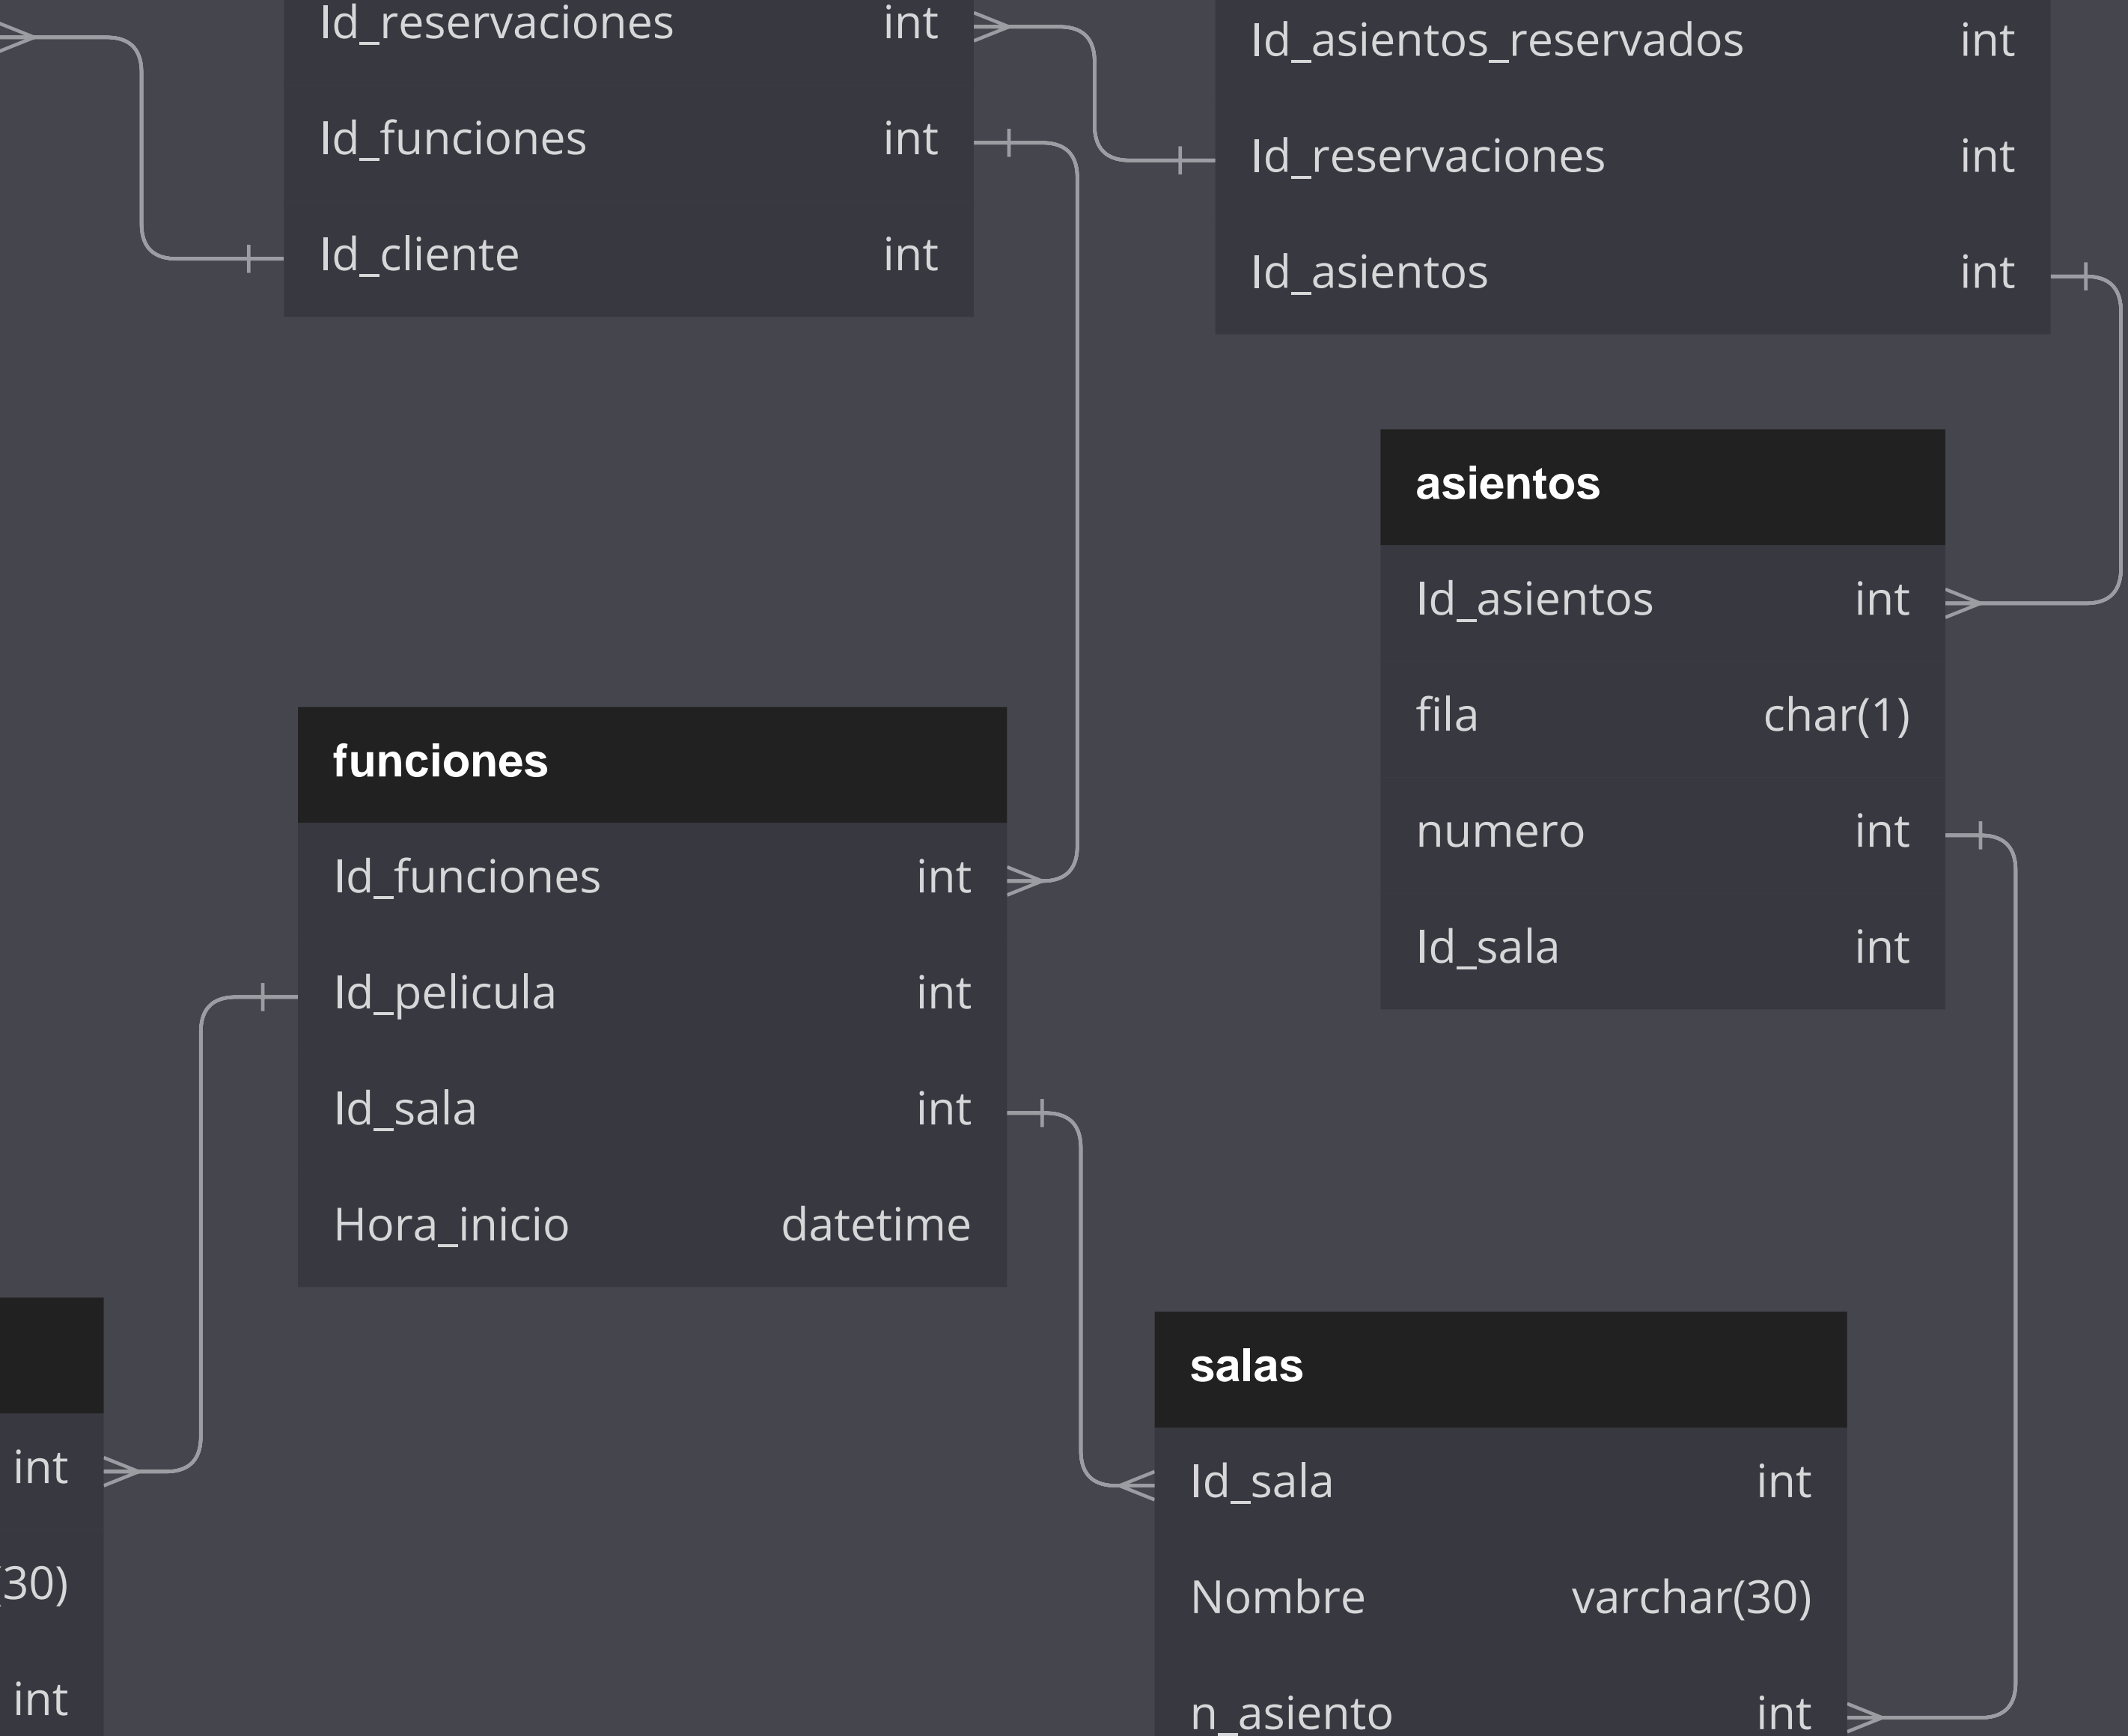 Id_reservaciones int
Id_funciones int
Id_cliente int
Id_asientos_reservados int
Id_reservaciones int
Id_asientos int
asientos
Id_asientos int
fila char(1)
numero int
Id_sala int
funciones
Id_funciones int
Id_pelicula int
Id_sala int
Hora_inicio datetime
int
(30)
int
salas
Id_sala int
Nombre varchar(30)
n_asiento int